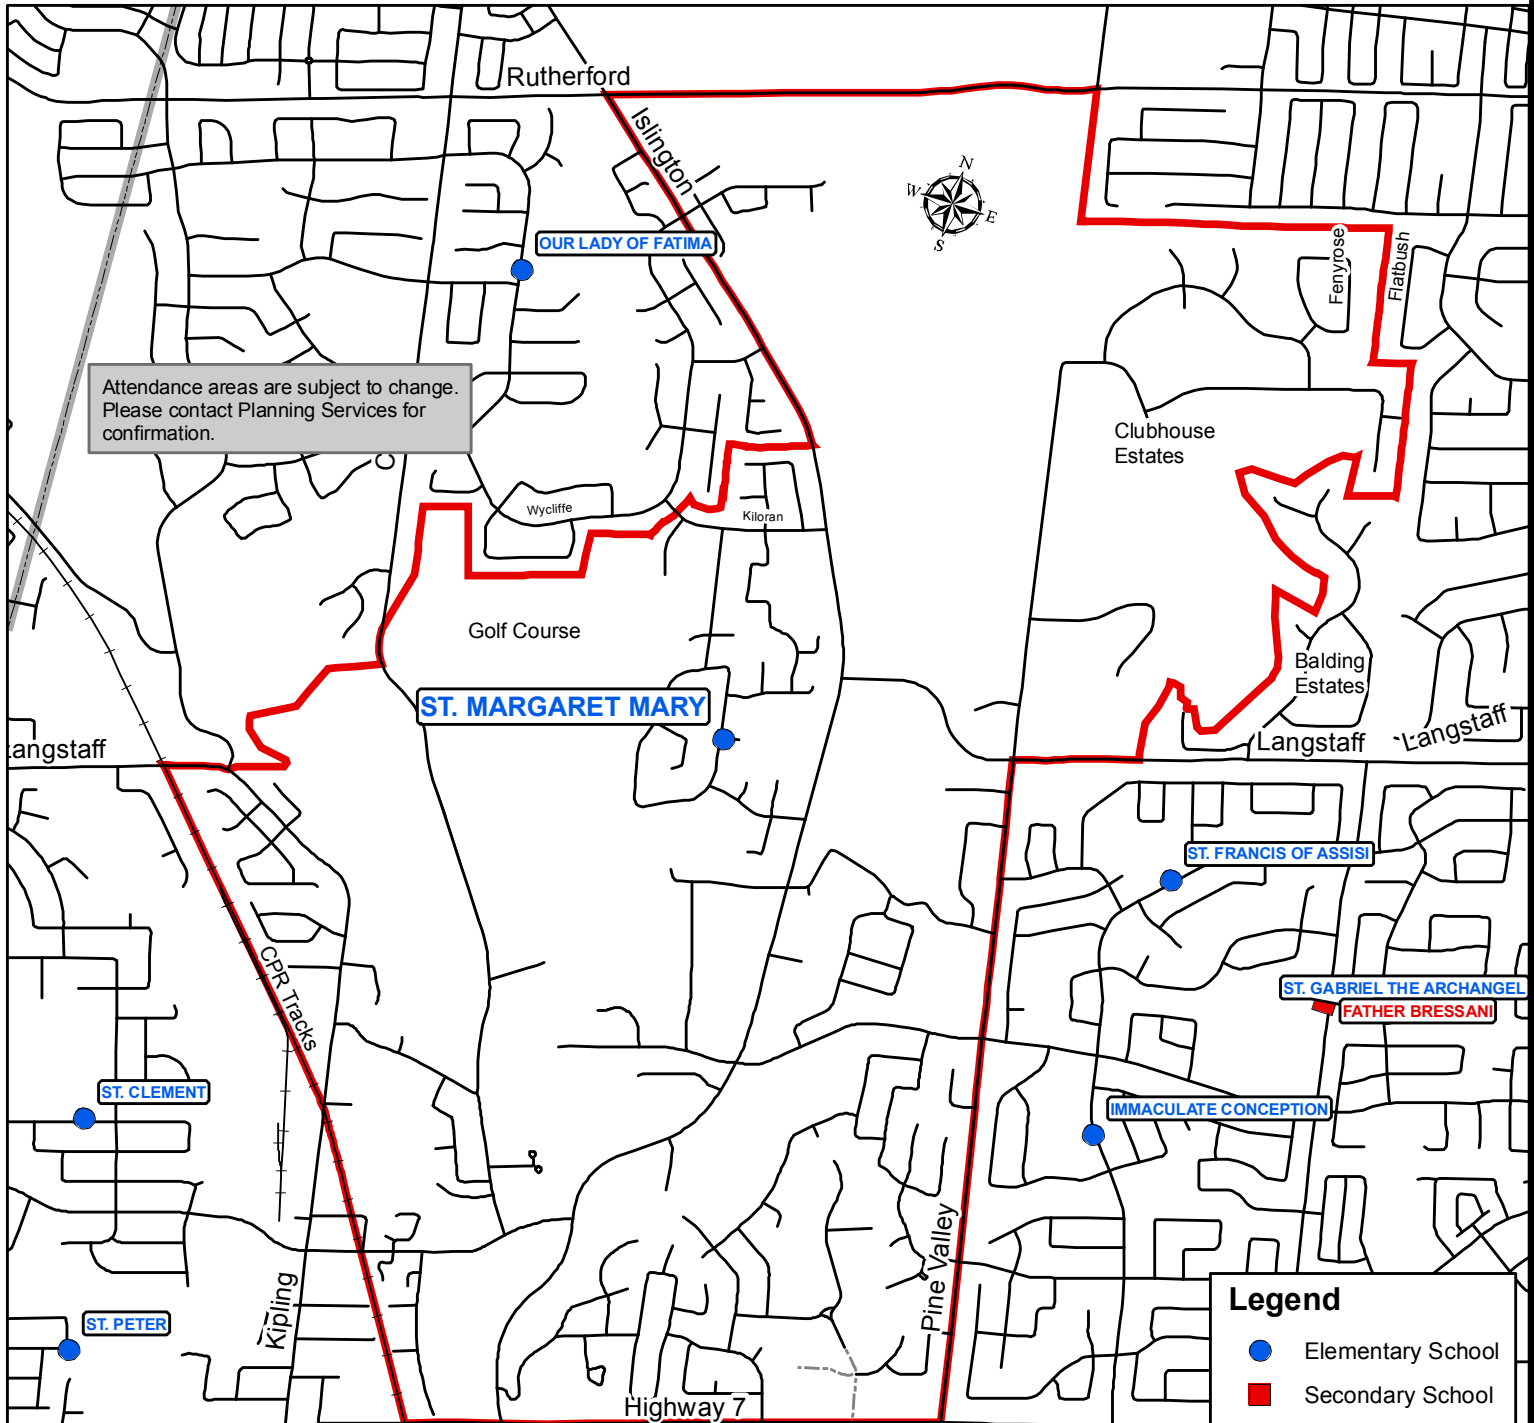 Rutherford
Islington
N
W
E
S
OUR LADY OF FATIMA
Fenyrose
Flatbush
Attendance areas are subject to change.
Please contact Planning Services for
confirmation.
Clubhouse
Estates
Wycliffe
Kiloran
Golf Course
Balding
Estates
ST. MARGARET MARY
Langstaff
Langstaff
Langstaff
ST. FRANCIS OF ASSISI
CPR Tracks
ST. GABRIEL THE ARCHANGEL
FATHER BRESSANI
ST. CLEMENT
IMMACULATE CONCEPTION
Pine Valley
Kipling
ST. PETER
Legend
Elementary School
Secondary School
Highway 7